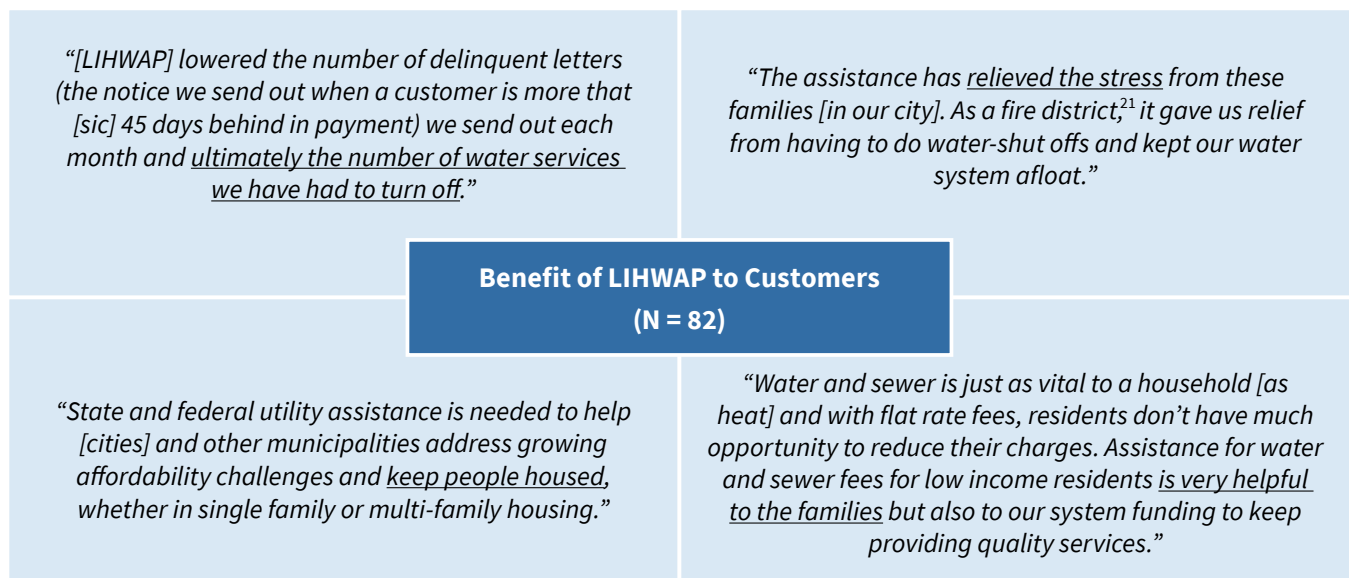 “[LIHWAP] lowered the number of delinquent letters
(the notice we send out when a customer is more that
[sic] 45 days behind in payment) we send out each
month and ultimately the number of water services
we have had to turn off.”
“The assistance has relieved the stress from these
families [in our city]. As a fire district,21 it gave us relief
from having to do water-shut offs and kept our water
system afloat.”
Benefit of LIHWAP to Customers
(N = 82)
“State and federal utility assistance is needed to help
[cities] and other municipalities address growing
affordability challenges and keep people housed,
whether in single family or multi-family housing.”
“Water and sewer is just as vital to a household [as
heat] and with flat rate fees, residents don’t have much
opportunity to reduce their charges. Assistance for water
and sewer fees for low income residents is very helpful
to the families but also to our system funding to keep
providing quality services.”